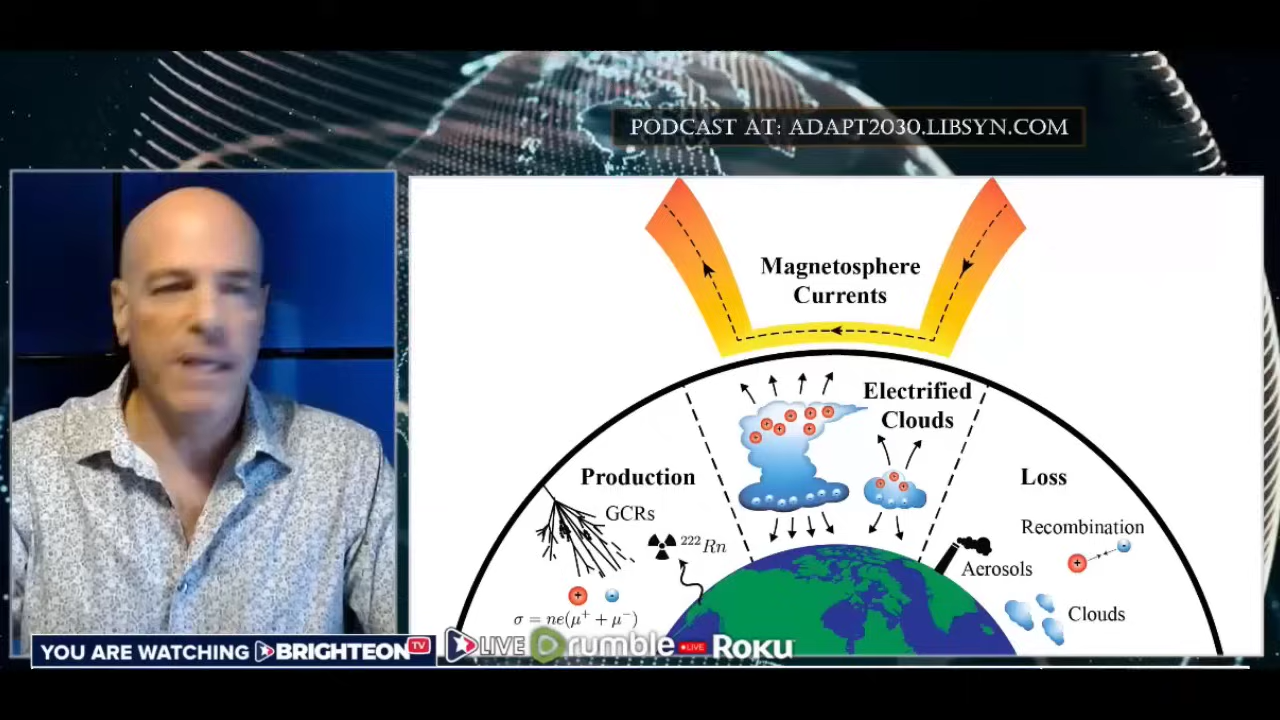 PODCAST AT: ADAPT2030.LIBSYN.COM
Magnetosphere
Currents
Electrified
Clouds
Production
GCRs
²²²Rn
σ = ne(μ⁺ + μ⁻)
Loss
Recombination
Aerosols
Clouds
YOU ARE WATCHING BRIGHTEON TV
LIVE rumble LIVE ROKU